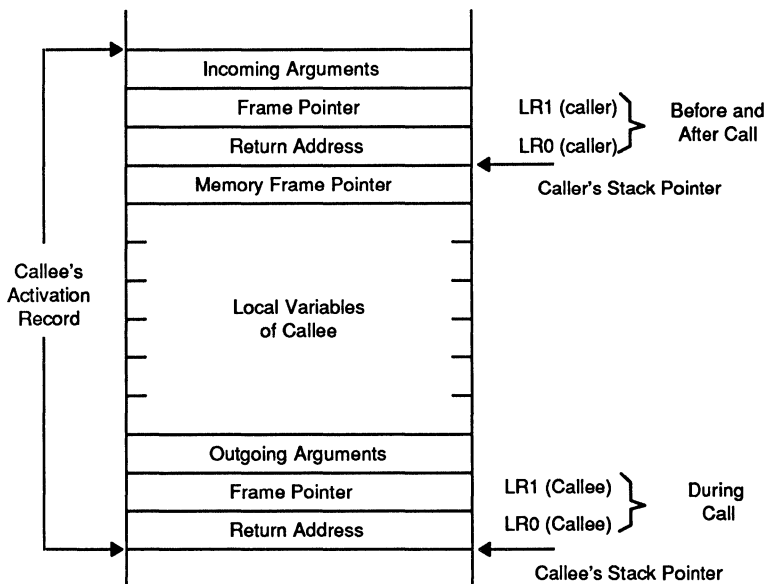 Incoming Arguments
Frame Pointer
Return Address
Memory Frame Pointer
LR1 (caller)
LR0 (caller)
Before and
After Call
Caller's Stack Pointer
Callee's
Activation
Record
Local Variables
of Callee
Outgoing Arguments
Frame Pointer
Return Address
LR1 (Callee)
LR0 (Callee)
During
Call
Callee's Stack Pointer